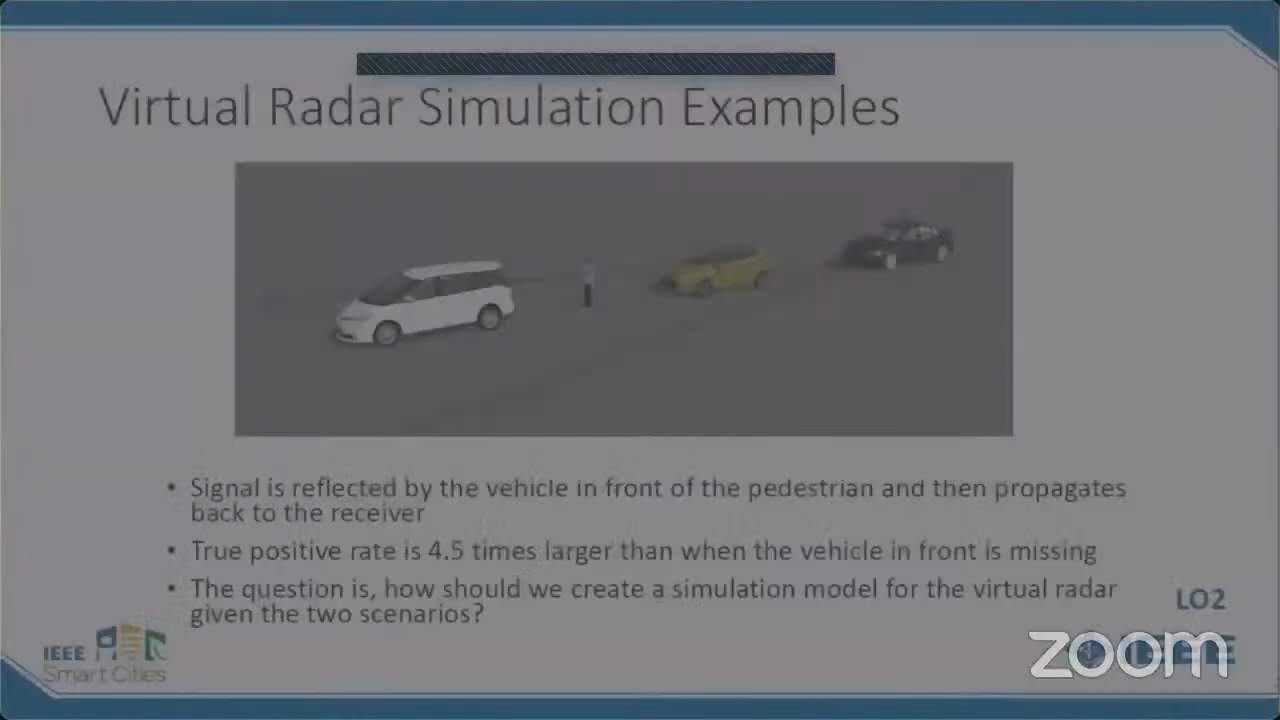 Virtual Radar Simulation Examples
• Signal is reflected by the vehicle in front of the pedestrian and then propagates
back to the receiver
• True positive rate is 4.5 times larger than when the vehicle in front is missing
• The question is, how should we create a simulation model for the virtual radar
given the two scenarios?
LO2
IEEE
Smart Cities
IEEE
zoom